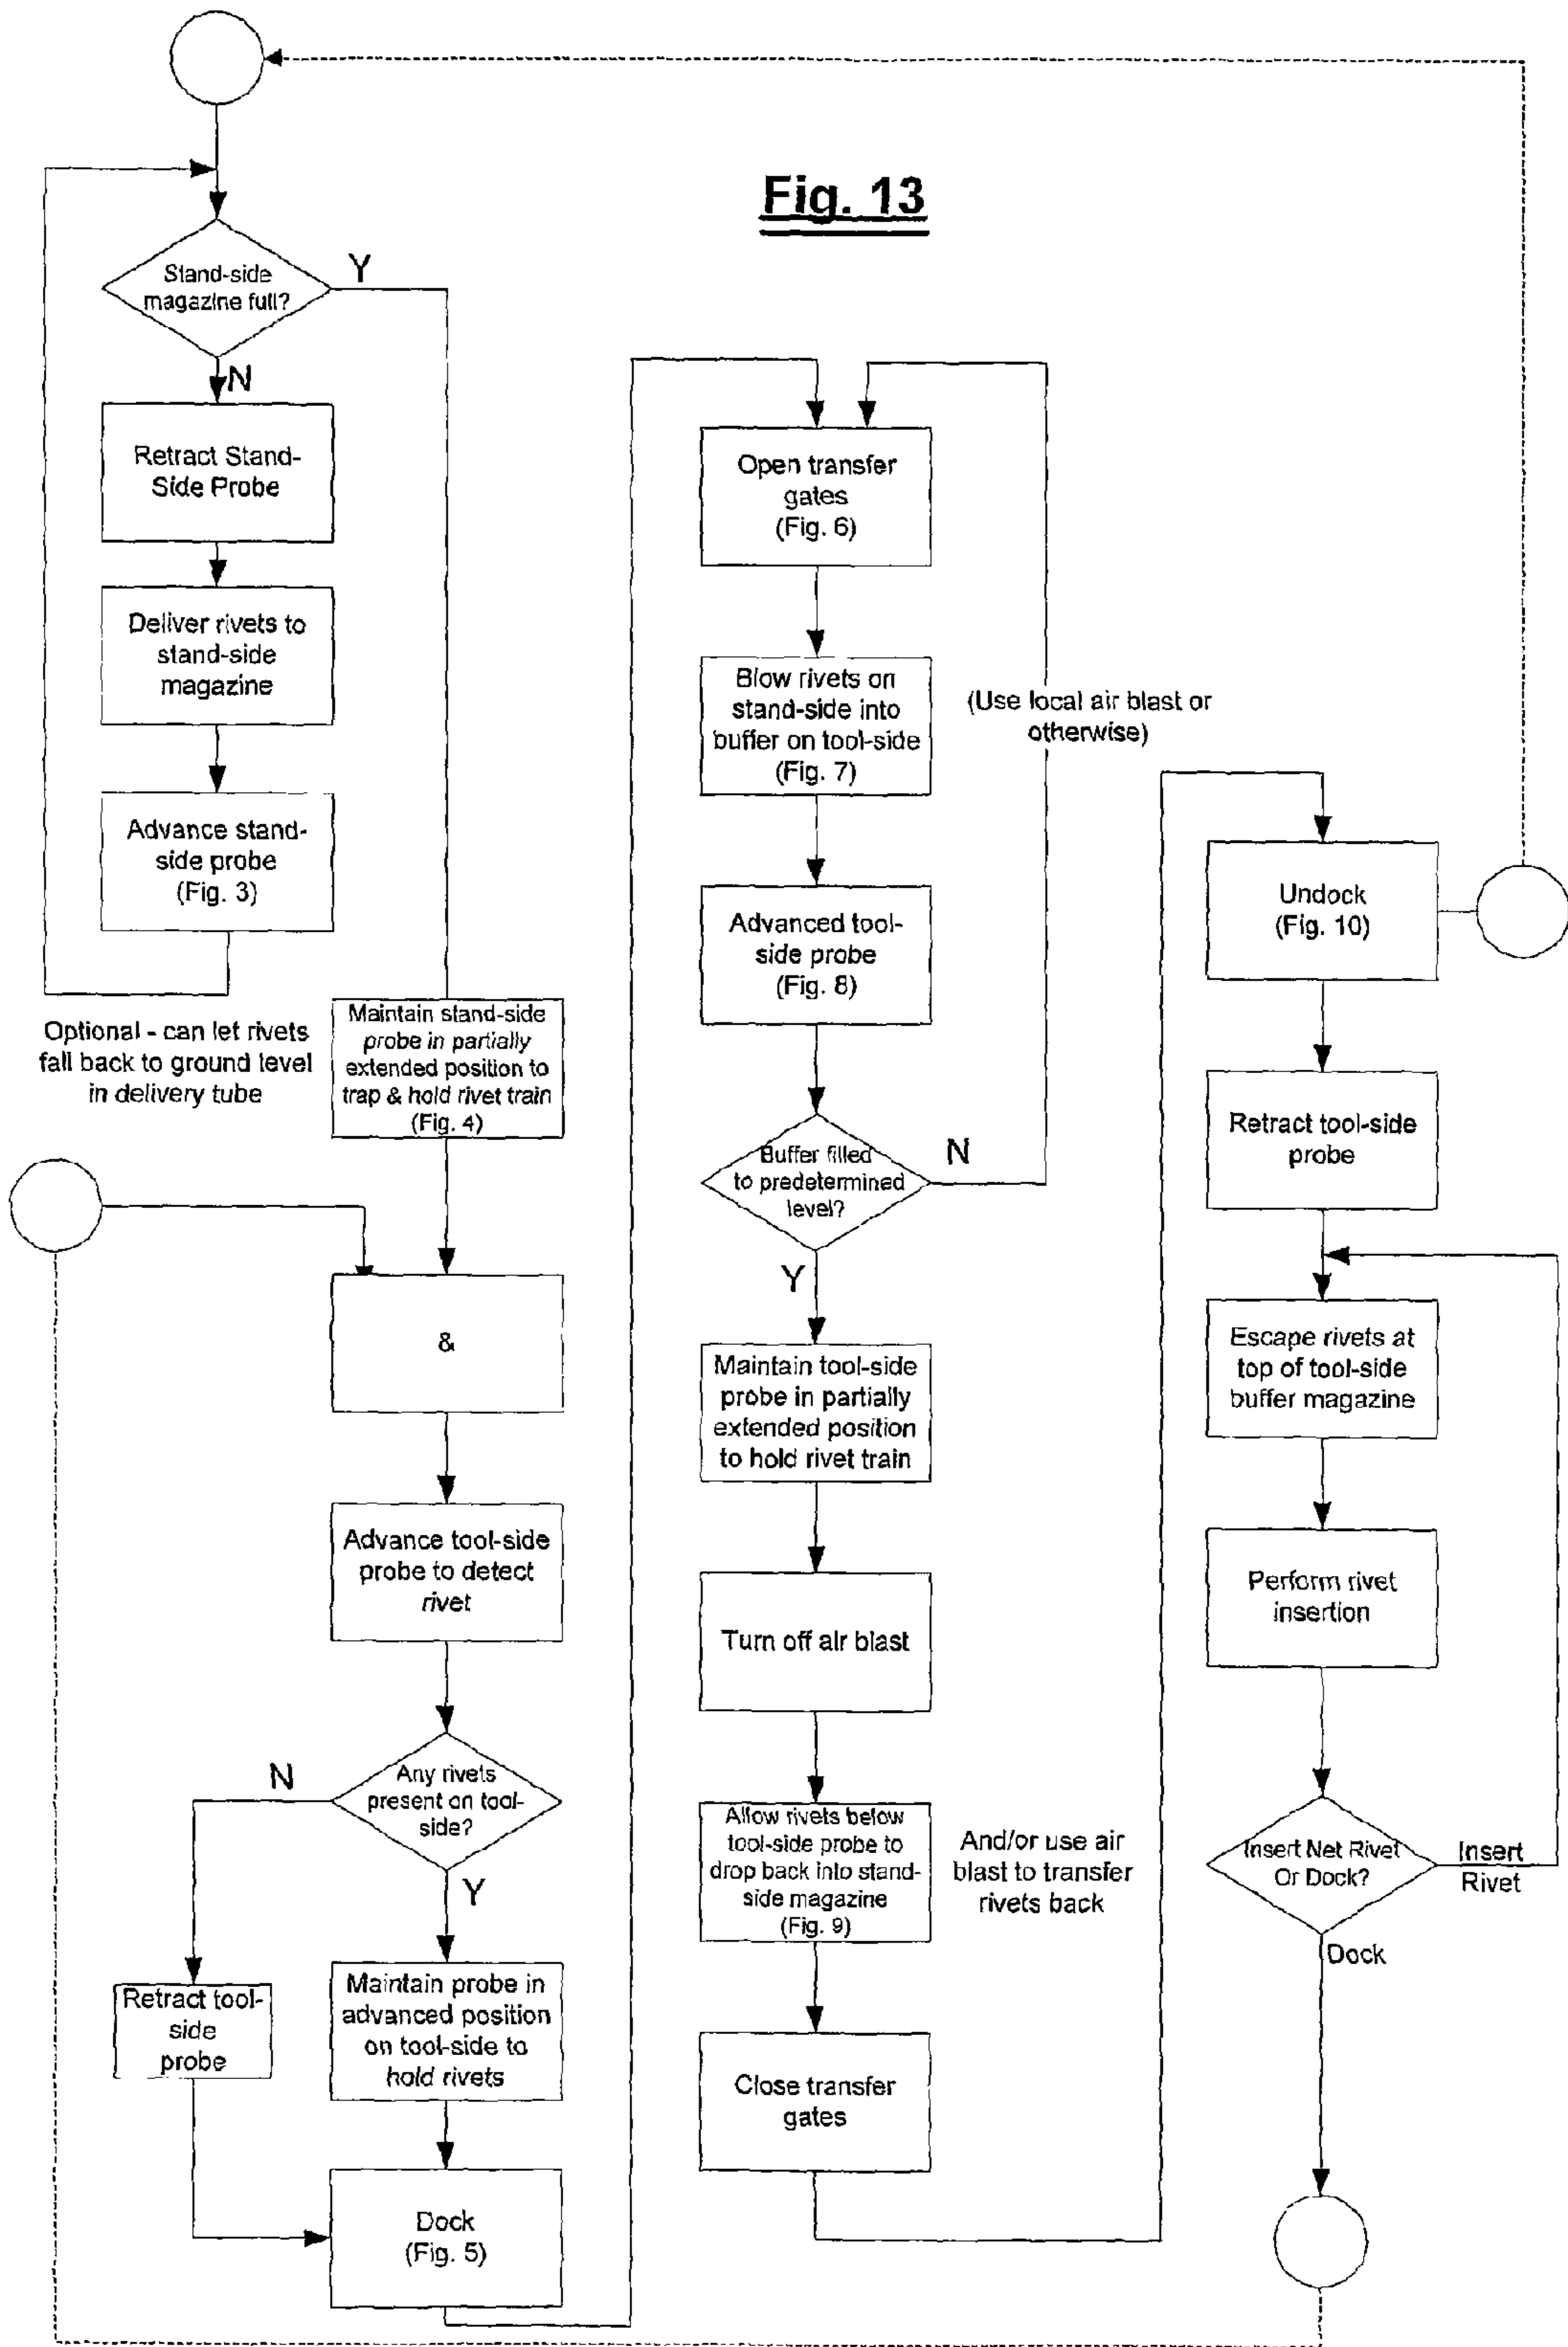 Fig. 13
Stand-side
magazine full?
Y
N
Retract Stand-
Side Probe
Deliver rivets to
stand-side
magazine
Advance stand-
side probe
(Fig. 3)
Optional - can let rivets
fall back to ground level
in delivery tube
Maintain stand-side
probe in partially
extended position to
trap & hold rivet train
(Fig. 4)
&
Advance tool-side
probe to detect
rivet
Any rivets
present on tool-
side?
N
Y
Retract tool-
side
probe
Maintain probe in
advanced position
on tool-side to
hold rivets
Dock
(Fig. 5)
Open transfer
gates
(Fig. 6)
Blow rivets on
stand-side into
buffer on tool-side
(Fig. 7)
(Use local air blast or
otherwise)
Advanced tool-
side probe
(Fig. 8)
Buffer filled
to predetermined
level?
N
Y
Maintain tool-side
probe in partially
extended position
to hold rivet train
Turn off air blast
Allow rivets below
tool-side probe to
drop back into stand-
side magazine
(Fig. 9)
And/or use air
blast to transfer
rivets back
Close transfer
gates
Undock
(Fig. 10)
Retract tool-side
probe
Escape rivets at
top of tool-side
buffer magazine
Perform rivet
insertion
Insert Net Rivet
Or Dock?
Insert
Rivet
Dock